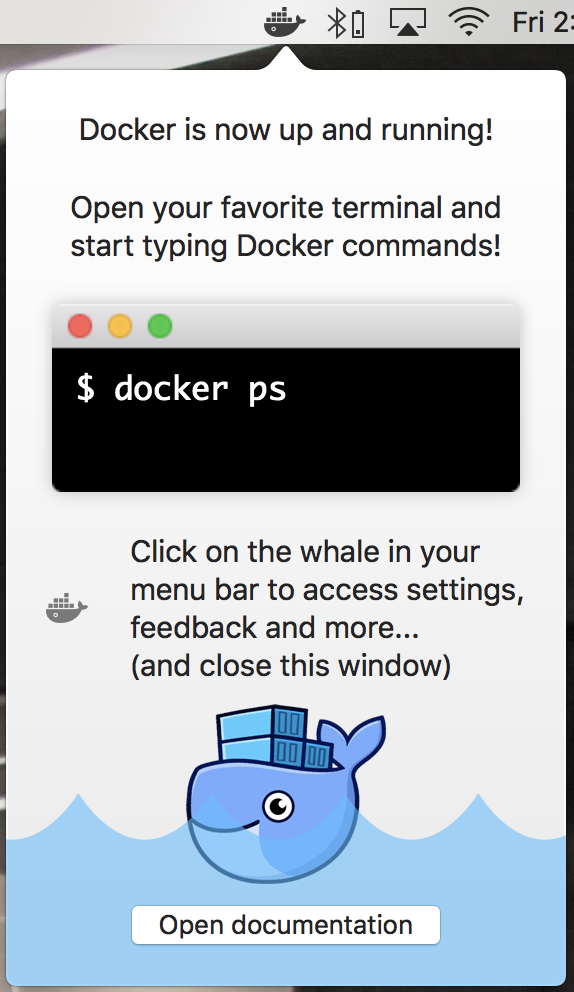 Fri 2:
Docker is now up and running!
Open your favorite terminal and
start typing Docker commands!
$ docker ps
Click on the whale in your
menu bar to access settings,
feedback and more...
(and close this window)
Open documentation